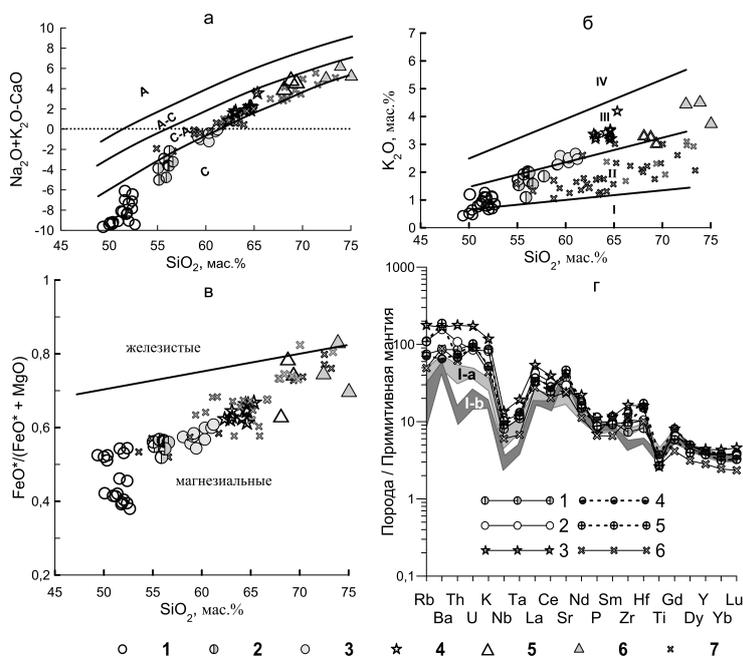 а
10
8
6
4
2
0
-2
-4
-6
-8
-10
Na2O+K2O-CaO
А
А-С
С-А
С
45 50 55 60 65 70 75
SiO2, мас.%
б
7
6
5
4
3
2
1
0
K2O, мас.%
IV
III
II
I
45 50 55 60 65 70 75
SiO2, мас.%
в
1
0,8
0,6
0,4
0,2
FeO*/(FeO* + MgO)
железистые
магнезиальные
45 50 55 60 65 70 75
SiO2, мас.%
г
1000
100
10
1
0,1
Порода / Примитивная мантия
I-a
I-b
1 4
2 5
3 6
Rb Th K Ta Ce Nd Sm Hf Gd Y Lu
Ba U Nb La Sr P Zr Ti Dy Yb
1 2 3 4 5 6 7